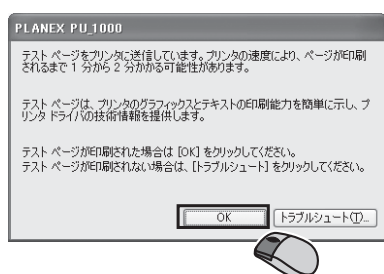 PLANEX PU_1000
テスト ページをプリンタに送信しています。プリンタの速度により、ページが印刷
されるまで 1 分から 2 分かかる可能性があります。
テスト ページは、プリンタのグラフィックスとテキストの印刷能力を簡単に示し、プ
リンタ ドライバの技術情報を提供します。
テスト ページが印刷された場合は [OK] をクリックしてください。
テスト ページが印刷されない場合は、[トラブルシュート] をクリックしてください。
OK
トラブルシュート(T)...